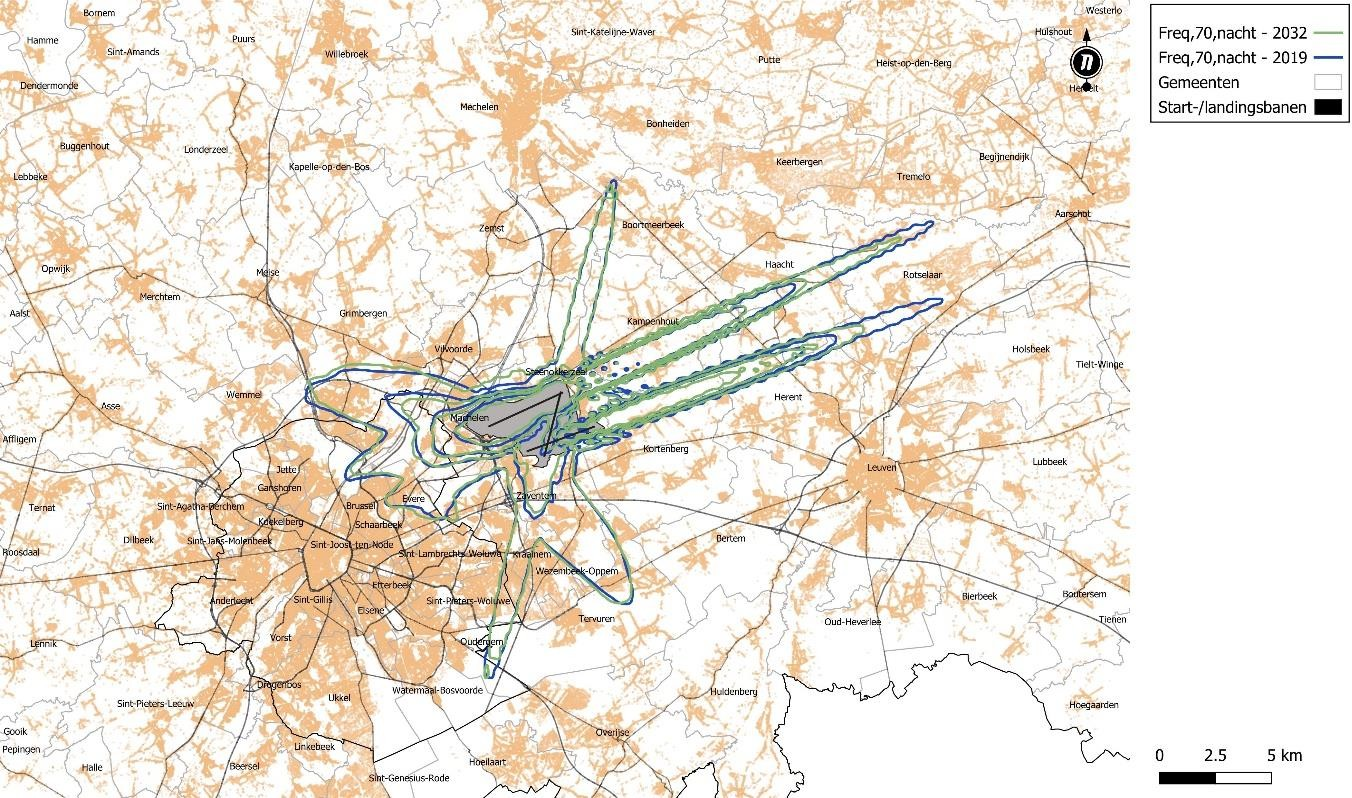 Freq,70,nacht - 2032
Freq,70,nacht - 2019
Gemeenten
Start-/landingsbanen
Bornem
Westerlo
Hamme
Puurs
Sint-Katelijne-Waver
Hulshout
Sint-Amands
Willebroek
Putte
Heist-op-den-Berg
n
Dendermonde
Mechelen
Bonheiden
Buggenhout
Londerzeel
Kapelle-op-den-Bos
Keerbergen
Begijnendijk
Lebbeke
Tremelo
Aarschot
Zemst
Boortmeerbeek
Opwijk
Meise
Haacht
Rotselaar
Merchtem
Aalst
Grimbergen
Kampenhout
Vilvoorde
Holsbeek
Steenokkerzeel
Tielt-Winge
Wemmel
Herent
Asse
Machelen
Affligem
Kortenberg
Jette
Leuven
Lubbeek
Ganshoren
Evere
Zaventem
Ternat
Sint-Agatha-Berchem
Brussel
Koekelberg
Schaarbeek
Dilbeek
Sint-Jans-Molenbeek
Sint-Joost-ten-Node
Bertem
Roosdaal
Sint-Lambrechts-Woluwe
Kraainem
Wezembeek-Oppem
Etterbeek
Anderlecht
Sint-Gillis
Sint-Pieters-Woluwe
Bierbeek
Boutersem
Elsene
Tervuren
Oud-Heverlee
Tienen
Lennik
Vorst
Oudergem
Drogenbos
Ukkel
Watermaal-Bosvoorde
Huldenberg
Sint-Pieters-Leeuw
Hoegaarden
Gooik
Overijse
Pepingen
Linkebeek
Halle
Beersel
Hoeilaart
Sint-Genesius-Rode
0 2.5 5 km